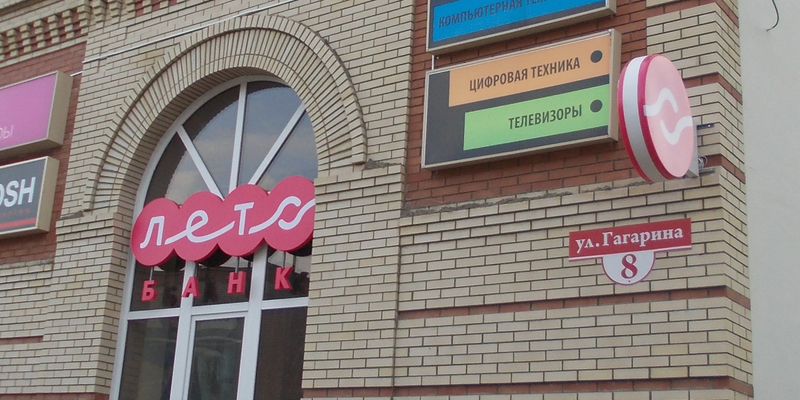 КОМПЬЮТЕРНАЯ
ЦИФРОВАЯ ТЕХНИКА
ТЕЛЕВИЗОРЫ
OSH
лето
БАНК
ул. Гагарина
8